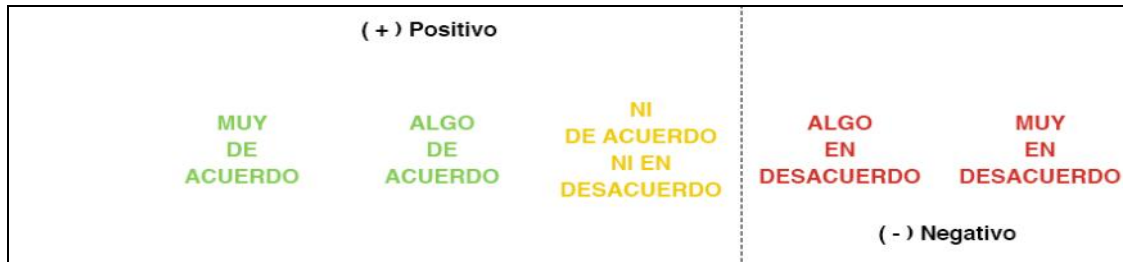 ( + ) Positivo
MUY
DE
ACUERDO
ALGO
DE
ACUERDO
NI
DE ACUERDO
NI EN
DESACUERDO
ALGO
EN
DESACUERDO
MUY
EN
DESACUERDO
( - ) Negativo